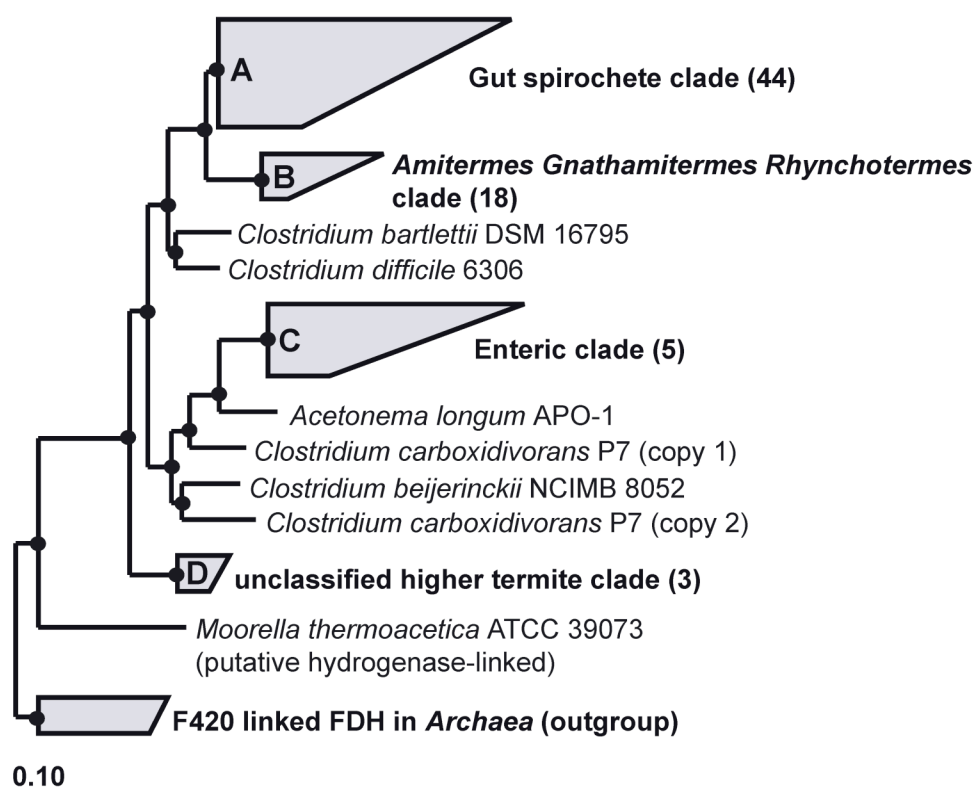 A
Gut spirochete clade (44)
B
Amitermes Gnathamitermes Rhynchotermes
clade (18)
Clostridium bartlettii DSM 16795
Clostridium difficile 6306
C
Enteric clade (5)
Acetonema longum APO-1
Clostridium carboxidivorans P7 (copy 1)
Clostridium beijerinckii NCIMB 8052
Clostridium carboxidivorans P7 (copy 2)
D
unclassified higher termite clade (3)
Moorella thermoacetica ATCC 39073
(putative hydrogenase-linked)
F420 linked FDH in Archaea (outgroup)
0.10